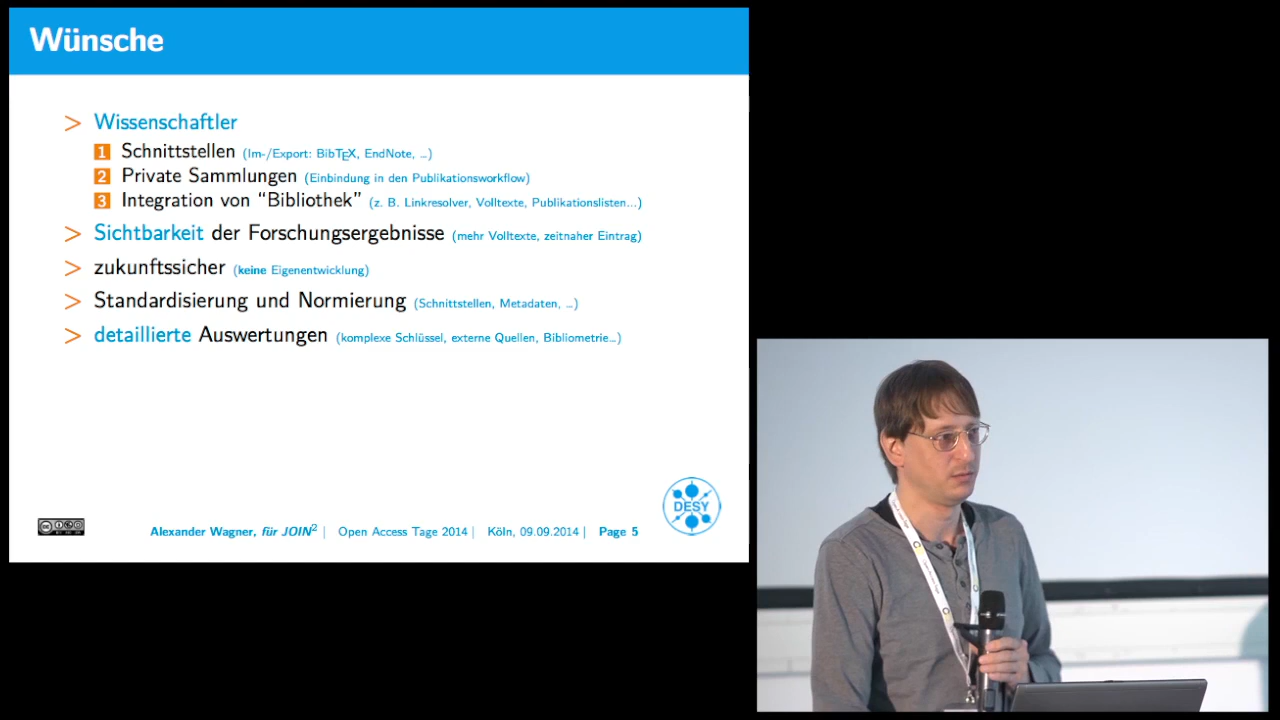 Wünsche
> Wissenschaftler
1 Schnittstellen (Im-/Export: BibTEX, EndNote, …)
2 Private Sammlungen (Einbindung in den Publikationsworkflow)
3 Integration von “Bibliothek” (z. B. Linkresolver, Volltexte, Publikationslisten…)
> Sichtbarkeit der Forschungsergebnisse (mehr Volltexte, zeitnaher Eintrag)
> zukunftssicher (keine Eigenentwicklung)
> Standardisierung und Normierung (Schnittstellen, Metadaten, …)
> detaillierte Auswertungen (komplexe Schlüssel, externe Quellen, Bibliometrie…)
DESY
Alexander Wagner, für JOIN² | Open Access Tage 2014 | Köln, 09.09.2014 | Page 5